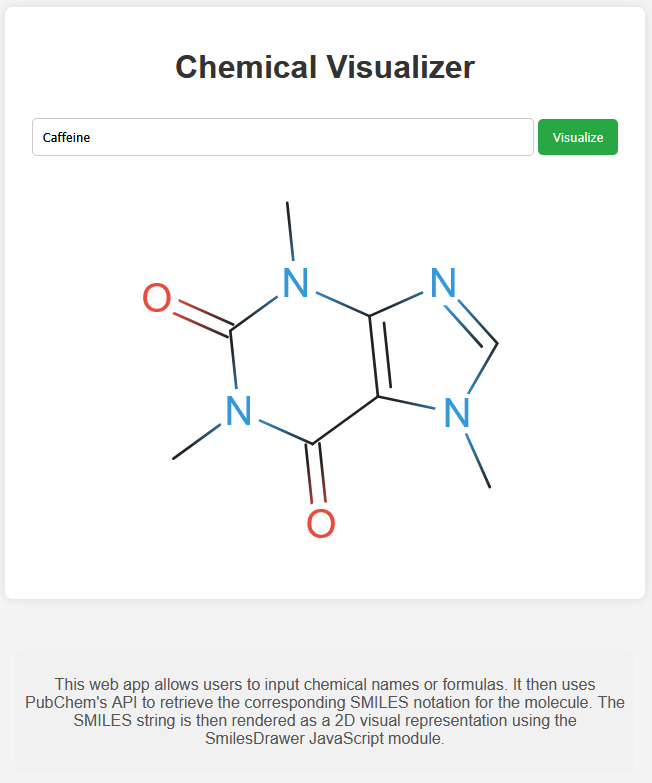 Chemical Visualizer
Caffeine
Visualize
N
N
O
N
N
O
This web app allows users to input chemical names or formulas. It then uses
PubChem's API to retrieve the corresponding SMILES notation for the molecule. The
SMILES string is then rendered as a 2D visual representation using the
SmilesDrawer JavaScript module.